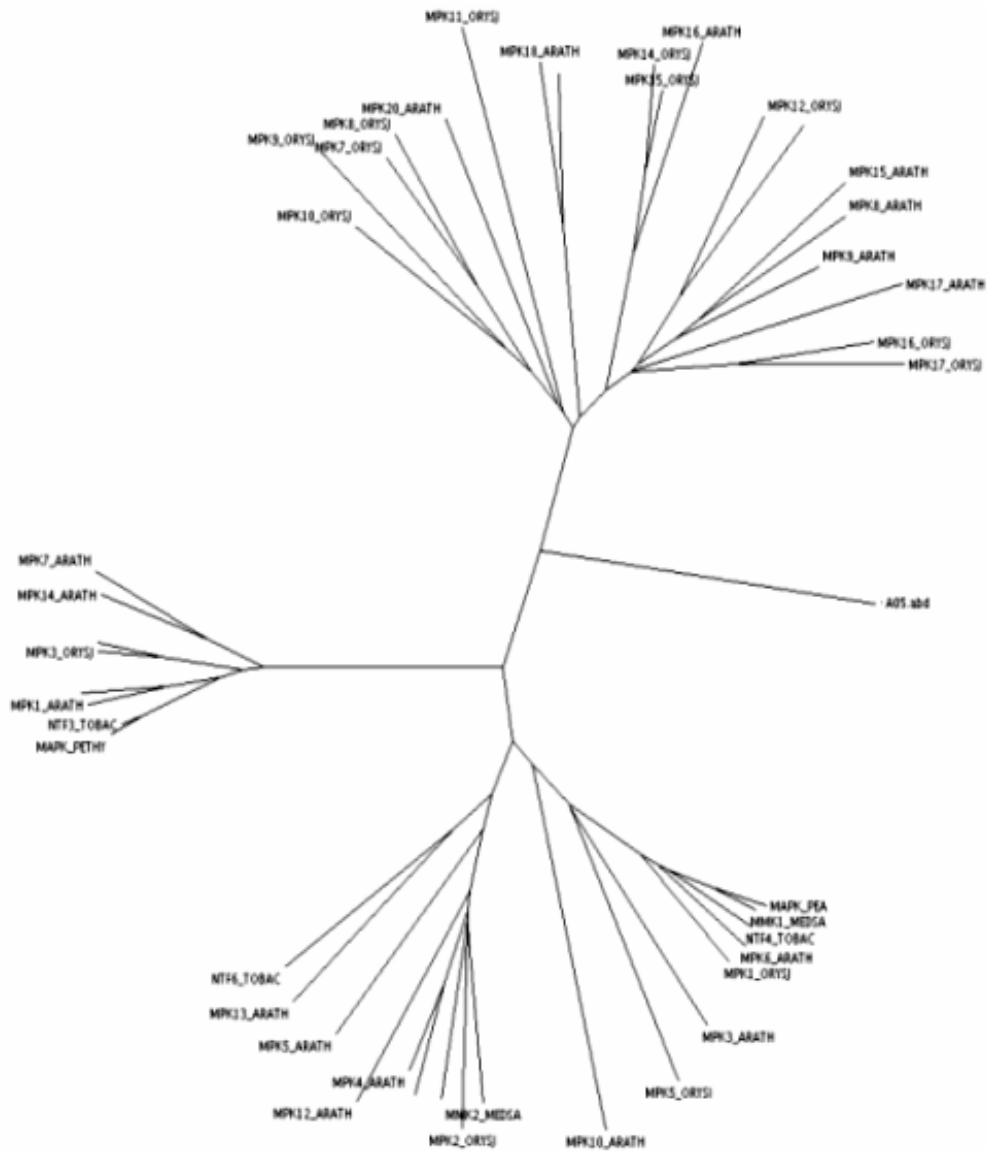 MPK11_ORYSJ
MPK18_ARATH
MPK16_ARATH
MPK14_ORYSJ
MPK15_ORYSJ
MPK20_ARATH
MPK8_ORYSJ
MPK9_ORYSJ
MPK7_ORYSJ
MPK12_ORYSJ
MPK15_ARATH
MPK8_ARATH
MPK10_ORYSJ
MPK9_ARATH
MPK17_ARATH
MPK16_ORYSJ
MPK17_ORYSJ
MPK7_ARATH
MPK14_ARATH
A05.abd
MPK3_ORYSJ
MPK1_ARATH
NTF3_TOBAC
MAPK_PETHY
MAPK_PEA
MMK1_MEDSA
NTF4_TOBAC
MPK6_ARATH
MPK1_ORYSJ
NTF6_TOBAC
MPK13_ARATH
MPK5_ARATH
MPK3_ARATH
MPK4_ARATH
MPK5_ORYSJ
MPK12_ARATH
MMK2_MEDSA
MPK2_ORYSJ
MPK10_ARATH